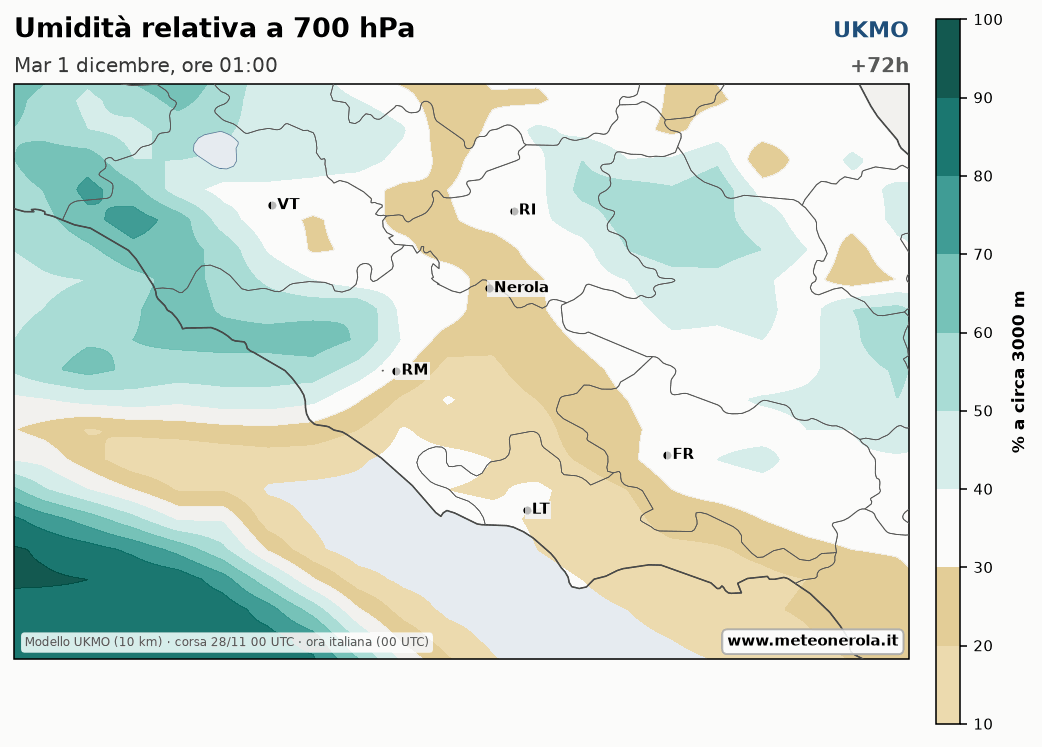 Umidità relativa a 700 hPa
UKMO
Mar 1 dicembre, ore 01:00
+72h
VT
RI
Nerola
RM
FR
LT
Modello UKMO (10 km) · corsa 28/11 00 UTC · ora italiana (00 UTC)
www.meteonerola.it
100
90
80
70
60
50
40
30
20
10
% a circa 3000 m